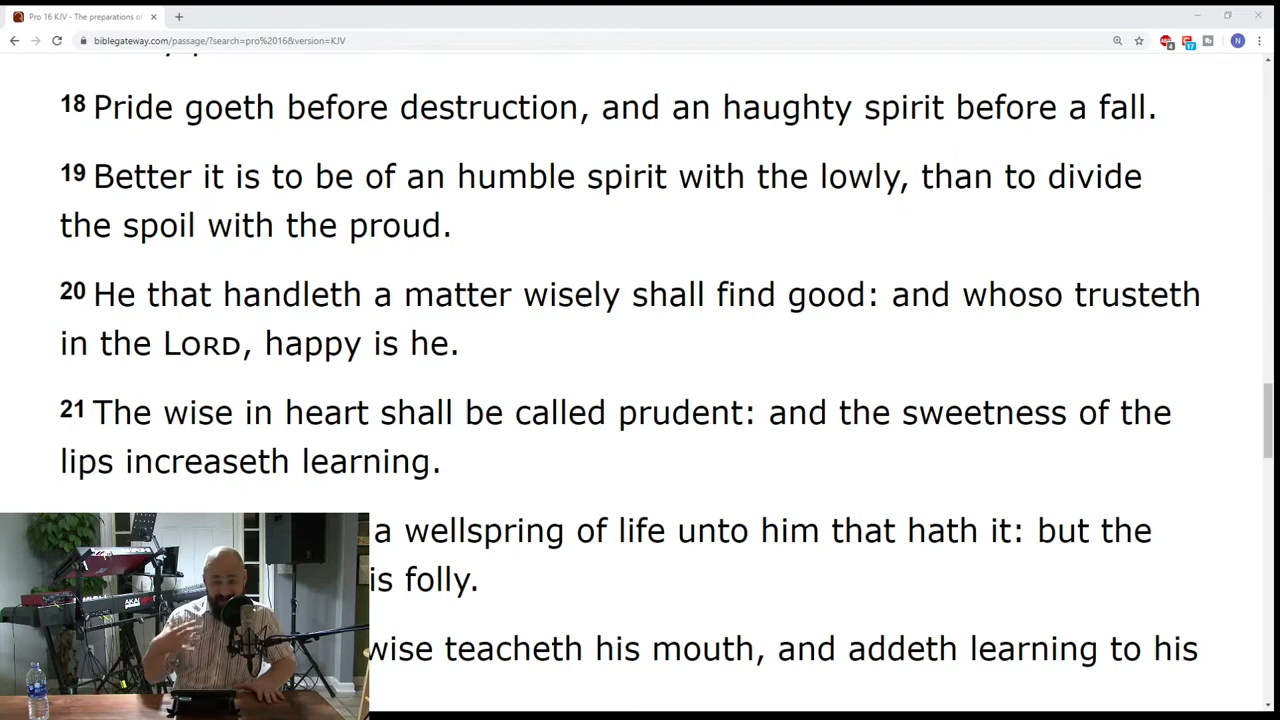 Pro 16 KJV - The preparations of
biblegateway.com/passage/?search=pro%2016&version=KJV
4
17
N
18 Pride goeth before destruction, and an haughty spirit before a fall.
19 Better it is to be of an humble spirit with the lowly, than to divide
the spoil with the proud.
20 He that handleth a matter wisely shall find good: and whoso trusteth
in the LORD, happy is he.
21 The wise in heart shall be called prudent: and the sweetness of the
lips increaseth learning.
a wellspring of life unto him that hath it: but the
is folly.
wise teacheth his mouth, and addeth learning to his
AKAI